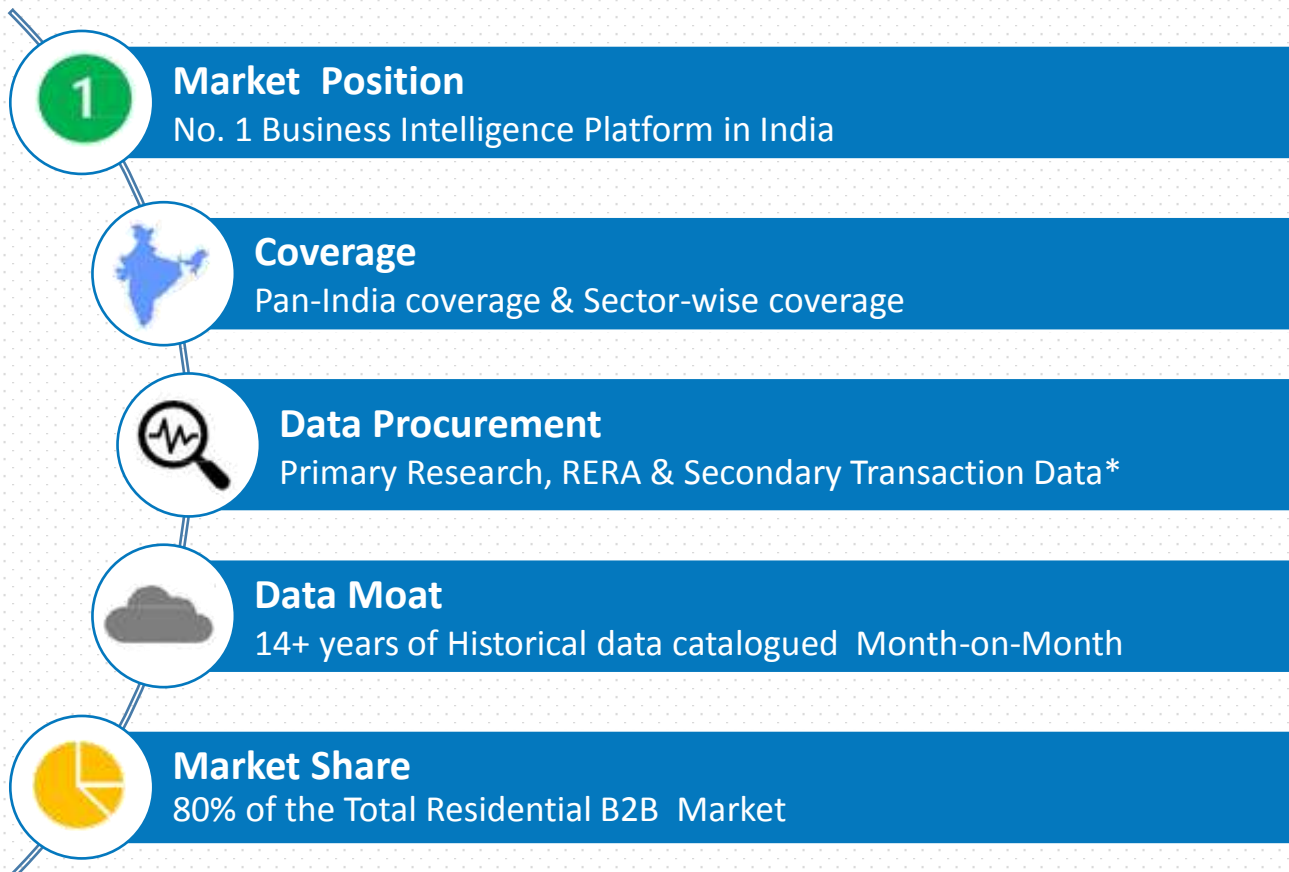 1
Market Position
No. 1 Business Intelligence Platform in India
Coverage
Pan-India coverage & Sector-wise coverage
Data Procurement
Primary Research, RERA & Secondary Transaction Data*
Data Moat
14+ years of Historical data catalogued Month-on-Month
Market Share
80% of the Total Residential B2B Market